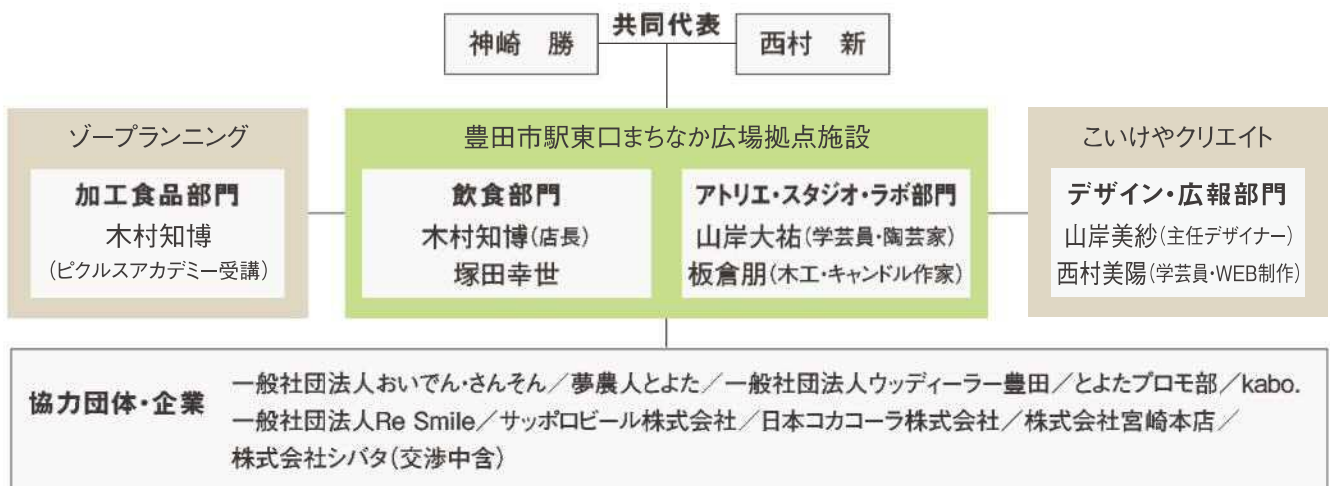 共同代表
神崎　勝
西村　新
ゾープランニング
加工食品部門
木村知博
(ピクルスアカデミー受講)
豊田市駅東口まちなか広場拠点施設
飲食部門
木村知博(店長)
塚田幸世
アトリエ・スタジオ・ラボ部門
山岸大祐(学芸員・陶芸家)
板倉朋(木工・キャンドル作家)
こいけやクリエイト
デザイン・広報部門
山岸美紗(主任デザイナー)
西村美陽(学芸員・WEB制作)
協力団体・企業
一般社団法人おいでん・さんそん／夢農人とよた／一般社団法人ウッディーラー豊田／とよたプロモ部／kabo.
一般社団法人Re Smile／サッポロビール株式会社／日本コカコーラ株式会社／株式会社宮崎本店／
株式会社シバタ(交渉中含)